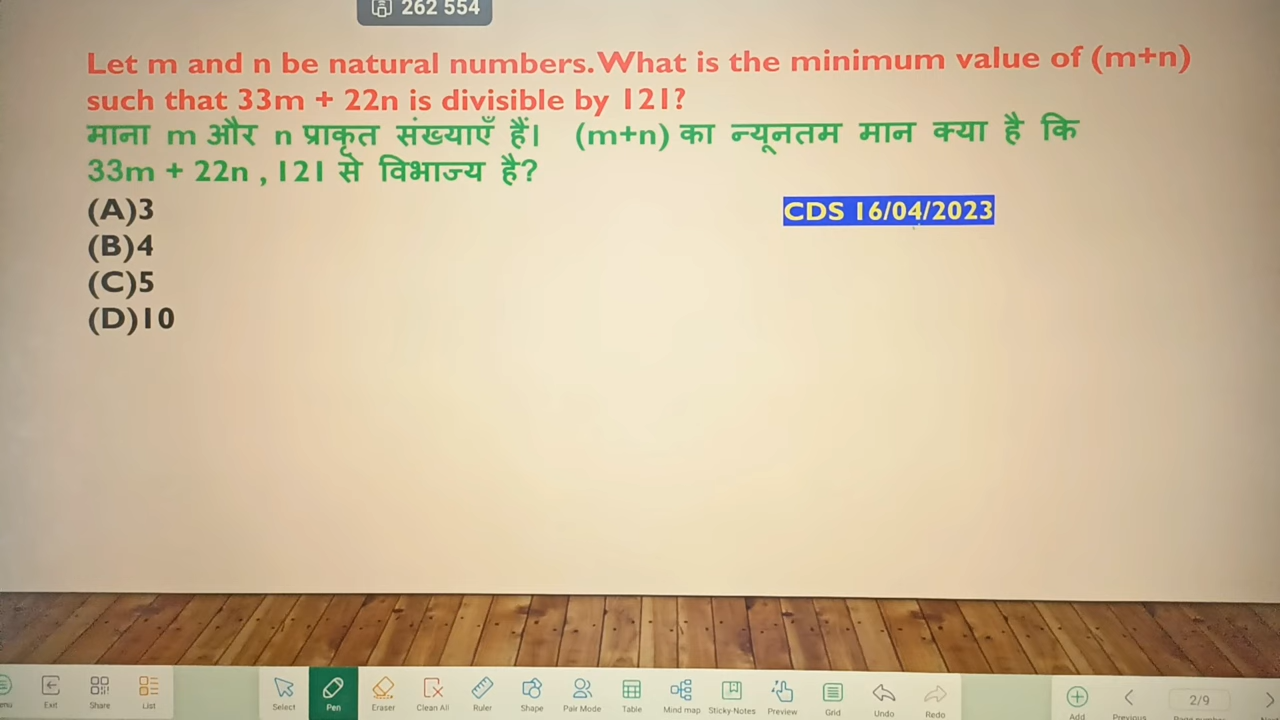 262 554
Let m and n be natural numbers. What is the minimum value of (m+n)
such that 33m + 22n is divisible by 121?
माना m और n प्राकृत संख्याएँ हैं। (m+n) का न्यूनतम मान क्या है कि
33m + 22n , 121 से विभाज्य है?
(A)3
CDS 16/04/2023
(B)4
(C)5
(D)10
Exit Share List Select Pen Eraser Clean All Ruler Shape Pair Mode Table Mind map Sticky-Notes Preview Grid Undo Redo Add Previous 2/9